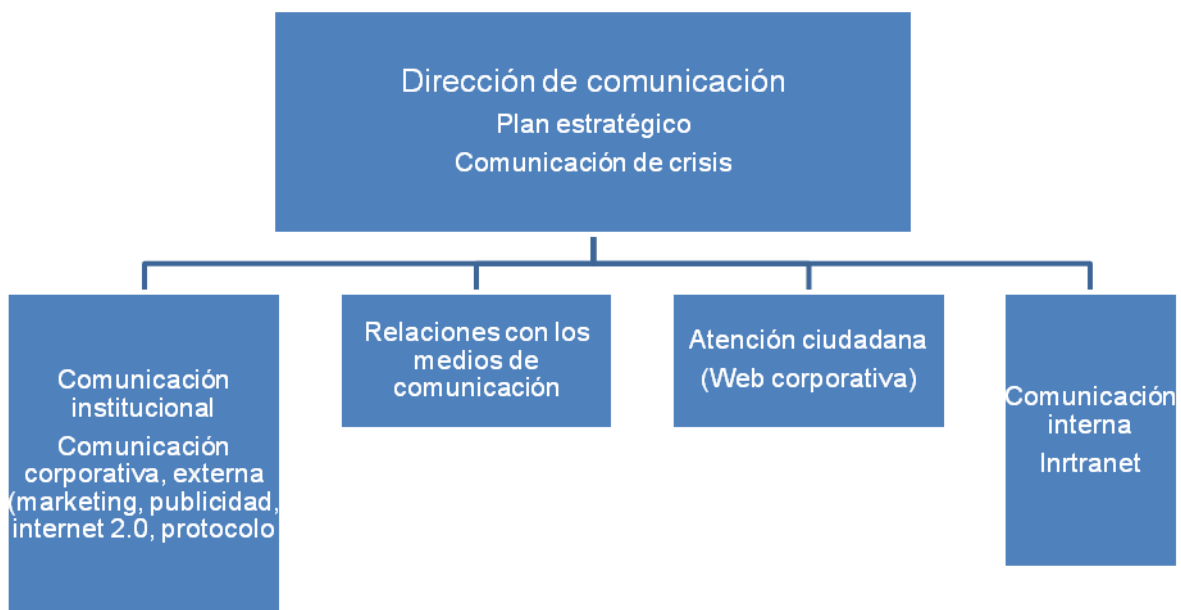 Dirección de comunicación
Plan estratégico
Comunicación de crisis
Comunicación
institucional
Comunicación
corporativa, externa
(marketing, publicidad,
internet 2.0, protocolo
Relaciones con los
medios de
comunicación
Atención ciudadana
(Web corporativa)
Comunicación
interna
Inrtranet